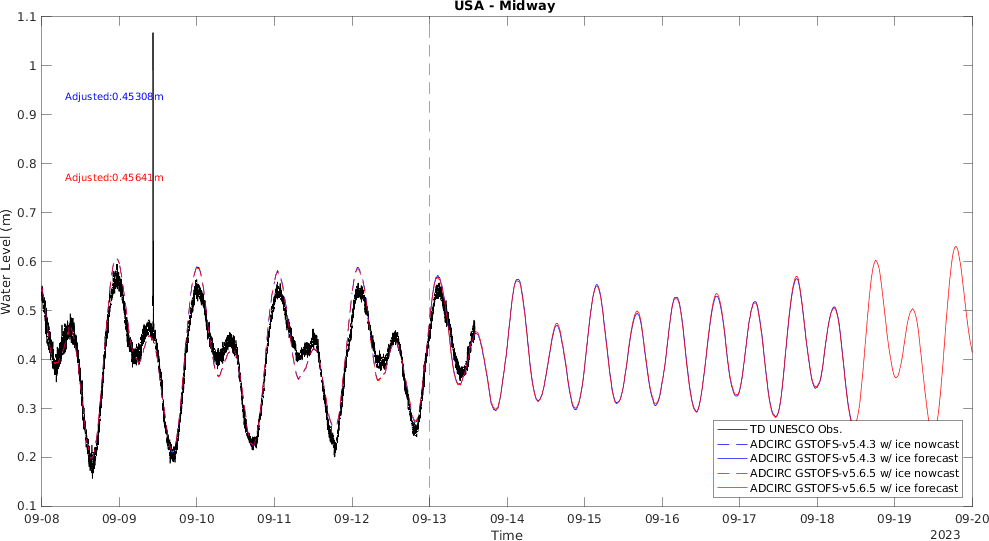 USA - Midway
1.1
1
0.9
0.8
0.7
0.6
0.5
0.4
0.3
0.2
0.1
Water Level (m)
Adjusted:0.45308m
Adjusted:0.45641m
TD UNESCO Obs.
ADCIRC GSTOFS-v5.4.3 w/ ice nowcast
ADCIRC GSTOFS-v5.4.3 w/ ice forecast
ADCIRC GSTOFS-v5.6.5 w/ ice nowcast
ADCIRC GSTOFS-v5.6.5 w/ ice forecast
09-08 09-09 09-10 09-11 09-12 09-13 09-14 09-15 09-16 09-17 09-18 09-19 09-20
Time
2023